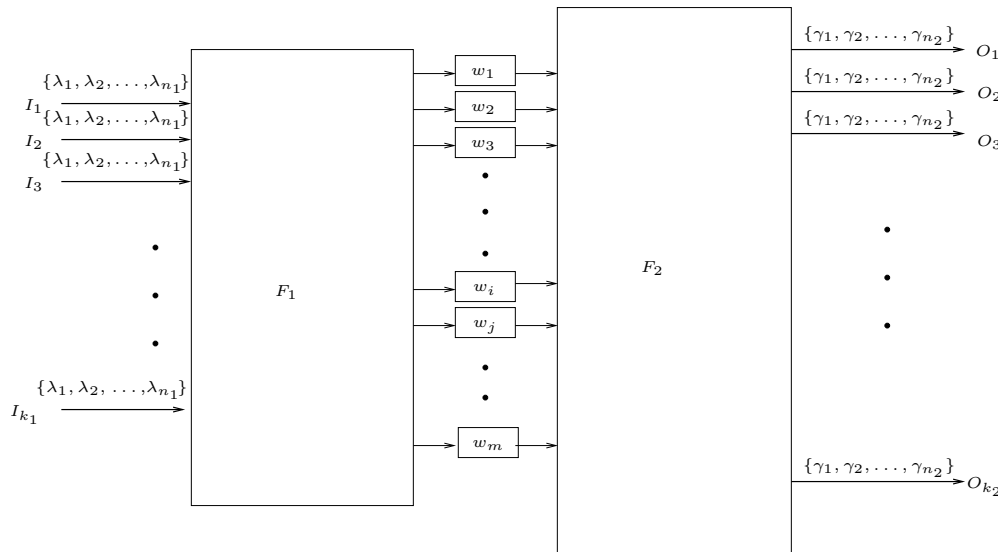 {λ₁, λ₂, . . . ,λₙ₁}
I₁
{λ₁, λ₂, . . . ,λₙ₁}
I₂
{λ₁, λ₂, . . . ,λₙ₁}
I₃
{λ₁, λ₂, . . . ,λₙ₁}
Iₖ₁
F₁
w₁
w₂
w₃
wᵢ
wⱼ
wₘ
F₂
{γ₁, γ₂, . . . , γₙ₂}
O₁
{γ₁, γ₂, . . . , γₙ₂}
O₂
{γ₁, γ₂, . . . , γₙ₂}
O₃
{γ₁, γ₂, . . . , γₙ₂}
Oₖ₂